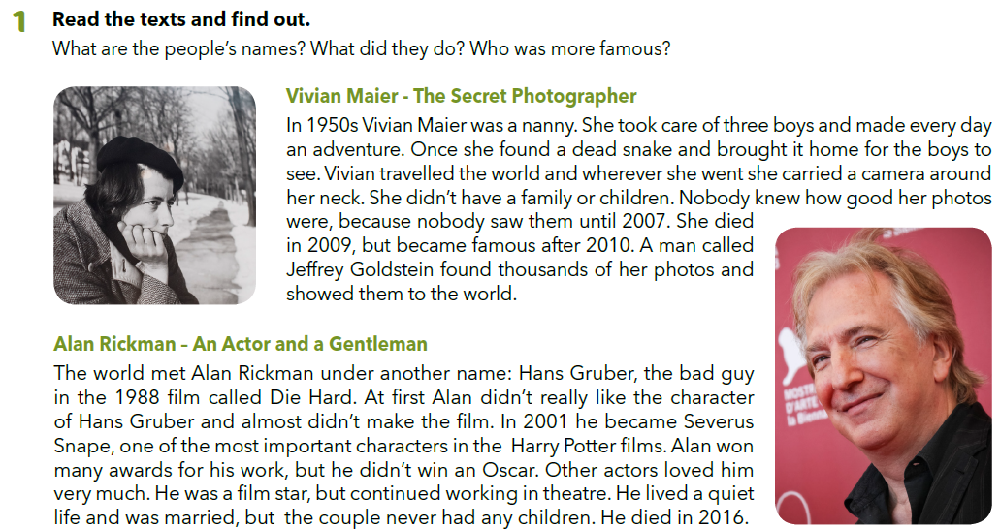 1 Read the texts and find out.
What are the people's names? What did they do? Who was more famous?
Vivian Maier - The Secret Photographer
In 1950s Vivian Maier was a nanny. She took care of three boys and made every day
an adventure. Once she found a dead snake and brought it home for the boys to
see. Vivian travelled the world and wherever she went she carried a camera around
her neck. She didn't have a family or children. Nobody knew how good her photos
were, because nobody saw them until 2007. She died
in 2009, but became famous after 2010. A man called
Jeffrey Goldstein found thousands of her photos and
showed them to the world.
Alan Rickman – An Actor and a Gentleman
The world met Alan Rickman under another name: Hans Gruber, the bad guy
in the 1988 film called Die Hard. At first Alan didn't really like the character
of Hans Gruber and almost didn't make the film. In 2001 he became Severus
Snape, one of the most important characters in the Harry Potter films. Alan won
many awards for his work, but he didn't win an Oscar. Other actors loved him
very much. He was a film star, but continued working in theatre. He lived a quiet
life and was married, but the couple never had any children. He died in 2016.
MOSTRA
D'ARTE
la Biennale